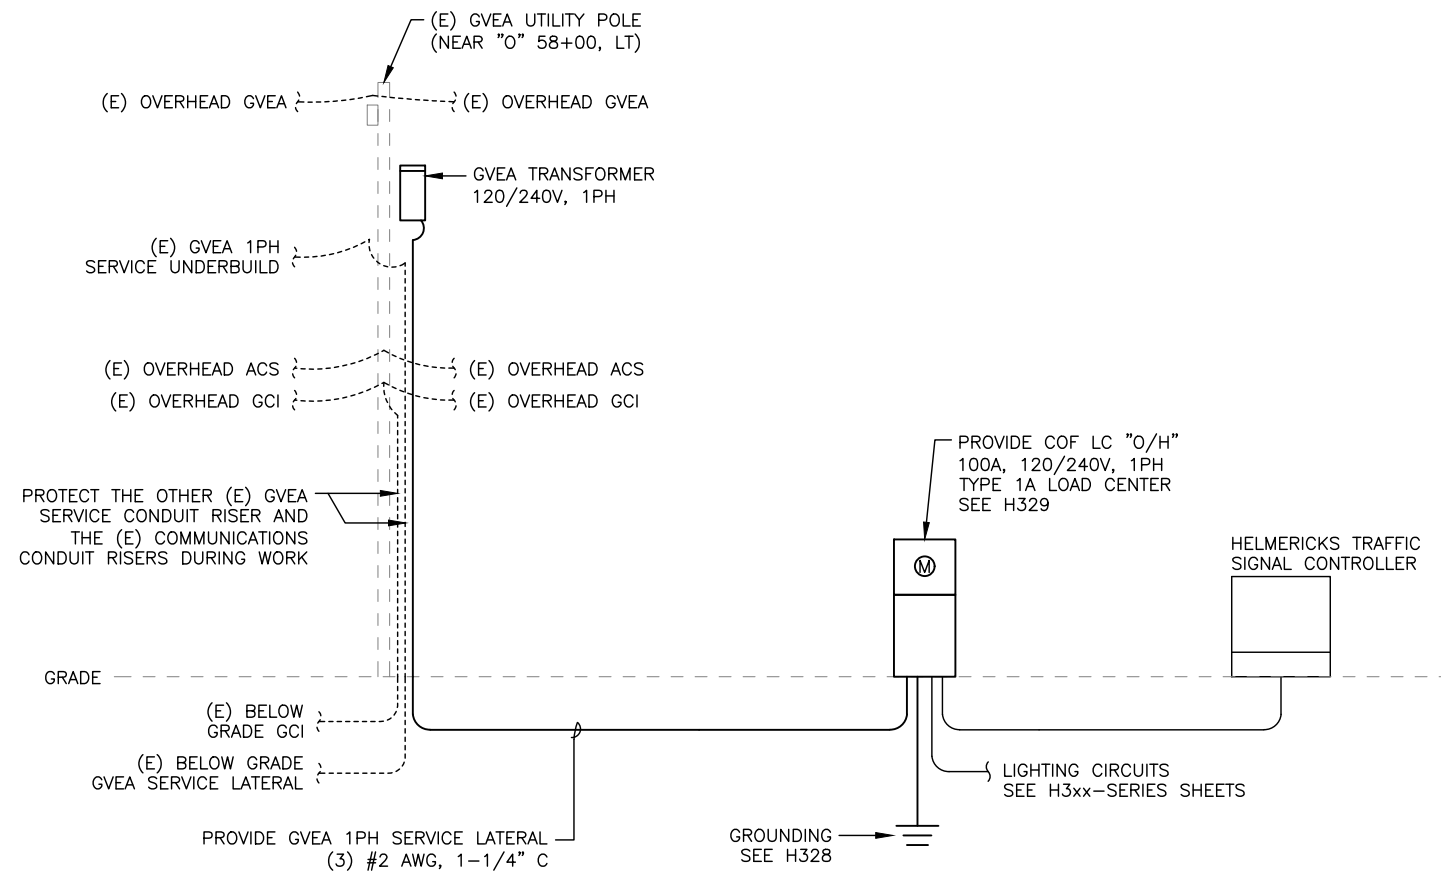 (E) GVEA UTILITY POLE
(NEAR "O" 58+00, LT)
(E) OVERHEAD GVEA
(E) OVERHEAD GVEA
GVEA TRANSFORMER
120/240V, 1PH
(E) GVEA 1PH
SERVICE UNDERBUILD
(E) OVERHEAD ACS
(E) OVERHEAD ACS
(E) OVERHEAD GCI
(E) OVERHEAD GCI
PROVIDE COF LC "O/H"
100A, 120/240V, 1PH
TYPE 1A LOAD CENTER
SEE H329
PROTECT THE OTHER (E) GVEA
SERVICE CONDUIT RISER AND
THE (E) COMMUNICATIONS
CONDUIT RISERS DURING WORK
HELMERICKS TRAFFIC
SIGNAL CONTROLLER
M
GRADE
(E) BELOW
GRADE GCI
(E) BELOW GRADE
GVEA SERVICE LATERAL
LIGHTING CIRCUITS
SEE H3xx-SERIES SHEETS
PROVIDE GVEA 1PH SERVICE LATERAL
(3) #2 AWG, 1-1/4" C
GROUNDING
SEE H328